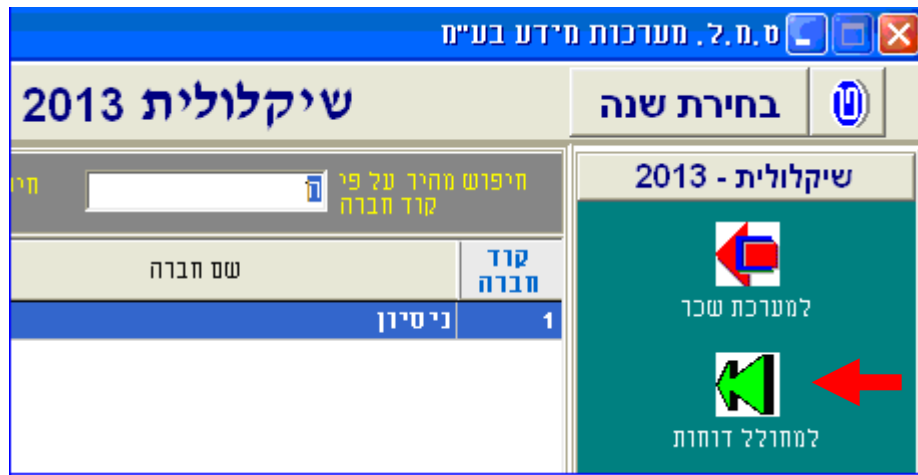 ט.מ.ל. מערכות מידע בע"מ
בחירת שנה
שיקלולית 2013
שיקלולית - 2013
למערכת שכר
למחולל דוחות
חיפוש מהיר על פי
קוד חברה
ה
קוד
חברה
שם חברה
1 ניסיון